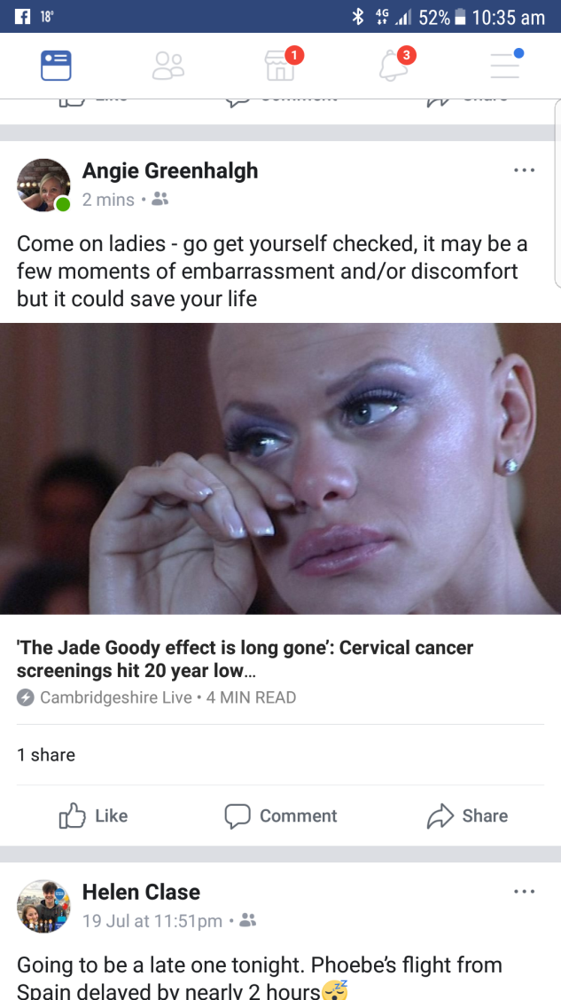 18°
4G 52% 10:35 am
1
3
Angie Greenhalgh
2 mins
Come on ladies - go get yourself checked, it may be a
few moments of embarrassment and/or discomfort
but it could save your life
'The Jade Goody effect is long gone’: Cervical cancer
screenings hit 20 year low...
Cambridgeshire Live • 4 MIN READ
1 share
Like Comment Share
Helen Clase
19 Jul at 11:51pm
Going to be a late one tonight. Phoebe's flight from
Spain delayed by nearly 2 hours😴